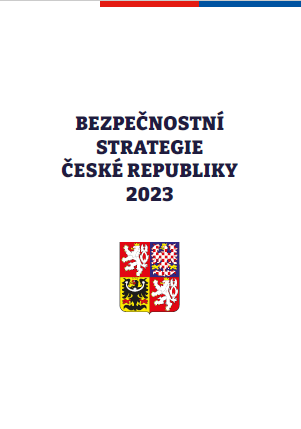 BEZPEČNOSTNÍ
STRATEGIE
ČESKÉ REPUBLIKY
2023